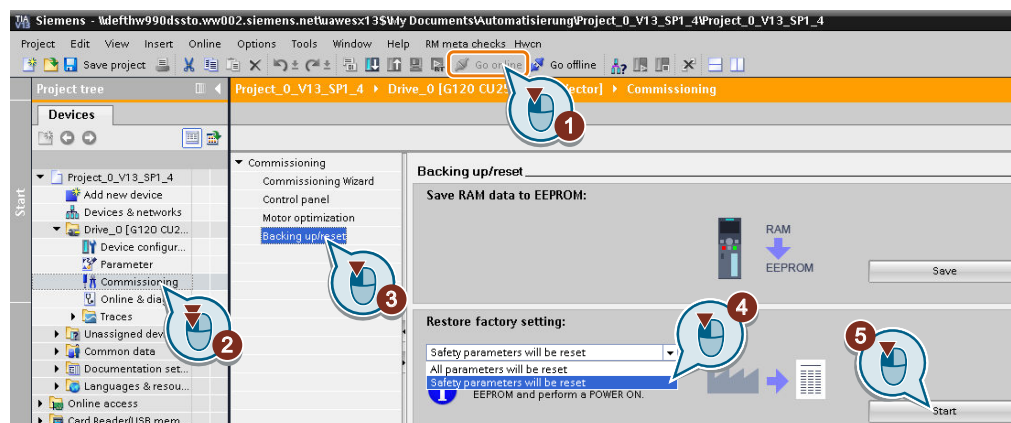 Siemens - \\defthw990dssto.ww002.siemens.net\uawesx13$\My Documents\Automatisierung\Project_0_V13_SP1_4\Project_0_V13_SP1_4
Project Edit View Insert Online Options Tools Window Help RM meta checks Hwcn
Save project Go online Go offline
Project tree
Project_0_V13_SP1_4 Drive_0 [G120 Commissioning
Devices
Start
Project_0_V13_SP1_4
Add new device
Devices & networks
Drive_0 [G120 CU2...
Device configur...
Parameter
Commissioning
Online &
Traces
Unassigned
Common data
Documentation set...
Languages & resou...
Online access
Card Reader/USB mem
Commissioning
Commissioning Wizard
Control panel
Motor optimization
Backing up/reset
Backing up/reset
Save RAM data to EEPROM:
RAM
EEPROM
Save
Restore factory setting:
Safety parameters will be reset
All parameters will be reset
Safety parameters will be reset
EEPROM and perform a POWER ON.
Start
1
2
3
4
5